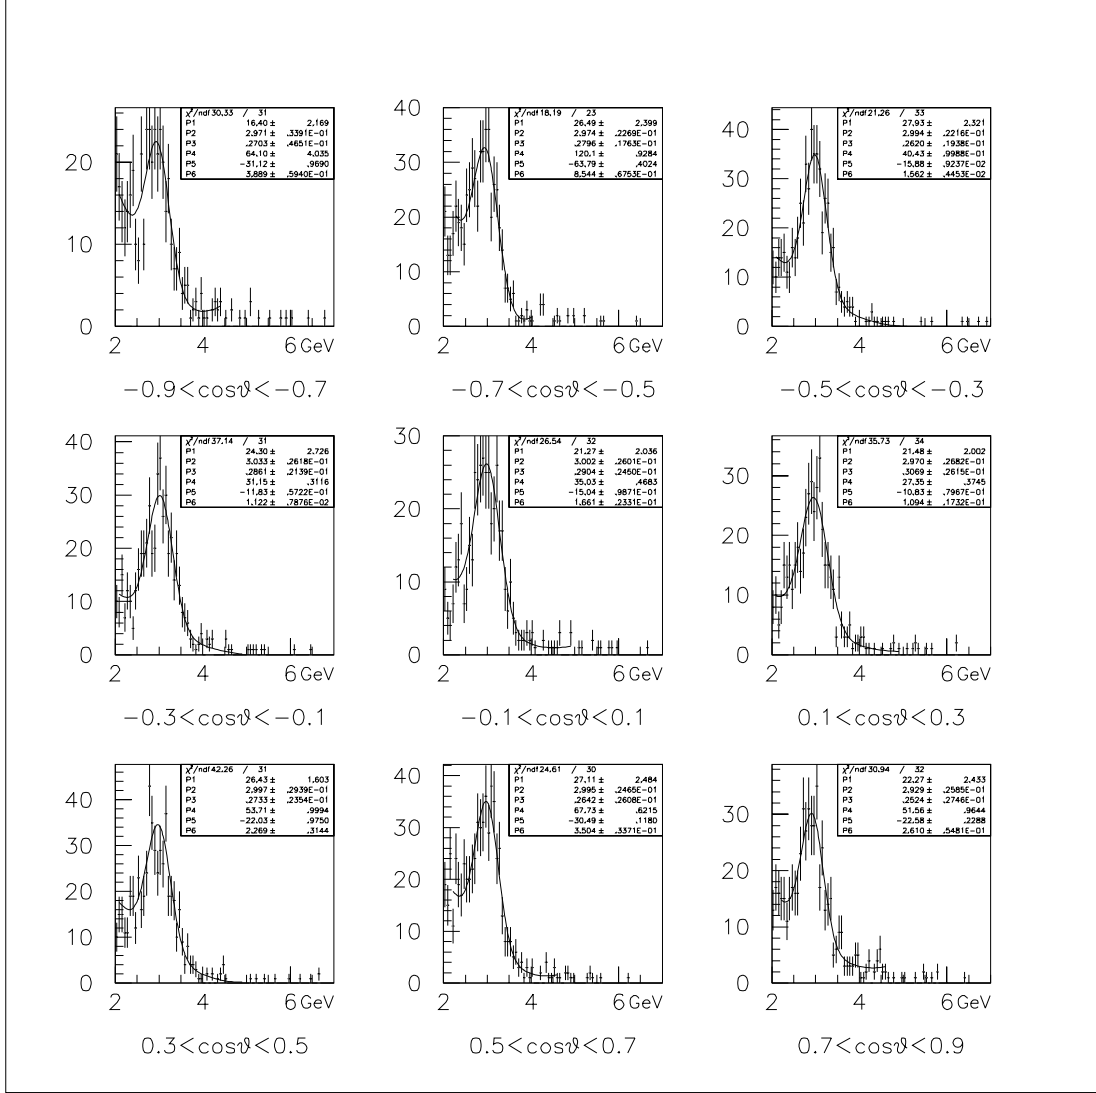 χ²/ndf 30.33 / 31
P1 16.40 ± 2.169
P2 2.971 ± .3391E-01
P3 .2703 ± .4651E-01
P4 64.10 ± 4.035
P5 -31.12 ± .9690
P6 3.889 ± .5940E-01
20
10
0
2 4 6 GeV
−0.9<cosϑ<−0.7
χ²/ndf 18.19 / 23
P1 26.49 ± 2.399
P2 2.974 ± .2269E-01
P3 .2796 ± .1763E-01
P4 120.1 ± .9284
P5 -63.79 ± .4024
P6 8.544 ± .6753E-01
40
30
20
10
0
2 4 6 GeV
−0.7<cosϑ<−0.5
χ²/ndf 21.26 / 33
P1 27.93 ± 2.321
P2 2.994 ± .2216E-01
P3 .2620 ± .1938E-01
P4 40.43 ± .9988E-01
P5 -15.88 ± .9237E-02
P6 1.562 ± .4453E-02
40
30
20
10
0
2 4 6 GeV
−0.5<cosϑ<−0.3
χ²/ndf 37.14 / 31
P1 24.30 ± 2.726
P2 3.033 ± .2618E-01
P3 .2861 ± .2139E-01
P4 31.15 ± .3116
P5 -11.83 ± .5722E-01
P6 1.122 ± .7876E-02
40
30
20
10
0
2 4 6 GeV
−0.3<cosϑ<−0.1
χ²/ndf 26.54 / 32
P1 21.27 ± 2.036
P2 3.002 ± .2601E-01
P3 .2904 ± .2450E-01
P4 35.03 ± .4683
P5 -15.04 ± .9871E-01
P6 1.661 ± .2331E-01
30
20
10
0
2 4 6 GeV
−0.1<cosϑ<0.1
χ²/ndf 35.73 / 34
P1 21.48 ± 2.002
P2 2.970 ± .2682E-01
P3 .3069 ± .2615E-01
P4 27.35 ± .3745
P5 -10.83 ± .7967E-01
P6 1.094 ± .1732E-01
30
20
10
0
2 4 6 GeV
0.1<cosϑ<0.3
χ²/ndf 42.26 / 31
P1 26.43 ± 1.603
P2 2.997 ± .2939E-01
P3 .2733 ± .2354E-01
P4 53.71 ± .9994
P5 -22.03 ± .9750
P6 2.269 ± .3144
40
30
20
10
0
2 4 6 GeV
0.3<cosϑ<0.5
χ²/ndf 24.61 / 30
P1 27.11 ± 2.484
P2 2.995 ± .2465E-01
P3 .2642 ± .2608E-01
P4 67.73 ± .6215
P5 -30.49 ± .1180
P6 3.504 ± .3371E-01
40
30
20
10
0
2 4 6 GeV
0.5<cosϑ<0.7
χ²/ndf 30.94 / 32
P1 22.27 ± 2.433
P2 2.929 ± .2585E-01
P3 .2524 ± .2746E-01
P4 51.56 ± .9644
P5 -22.58 ± .2288
P6 2.610 ± .5481E-01
30
20
10
0
2 4 6 GeV
0.7<cosϑ<0.9